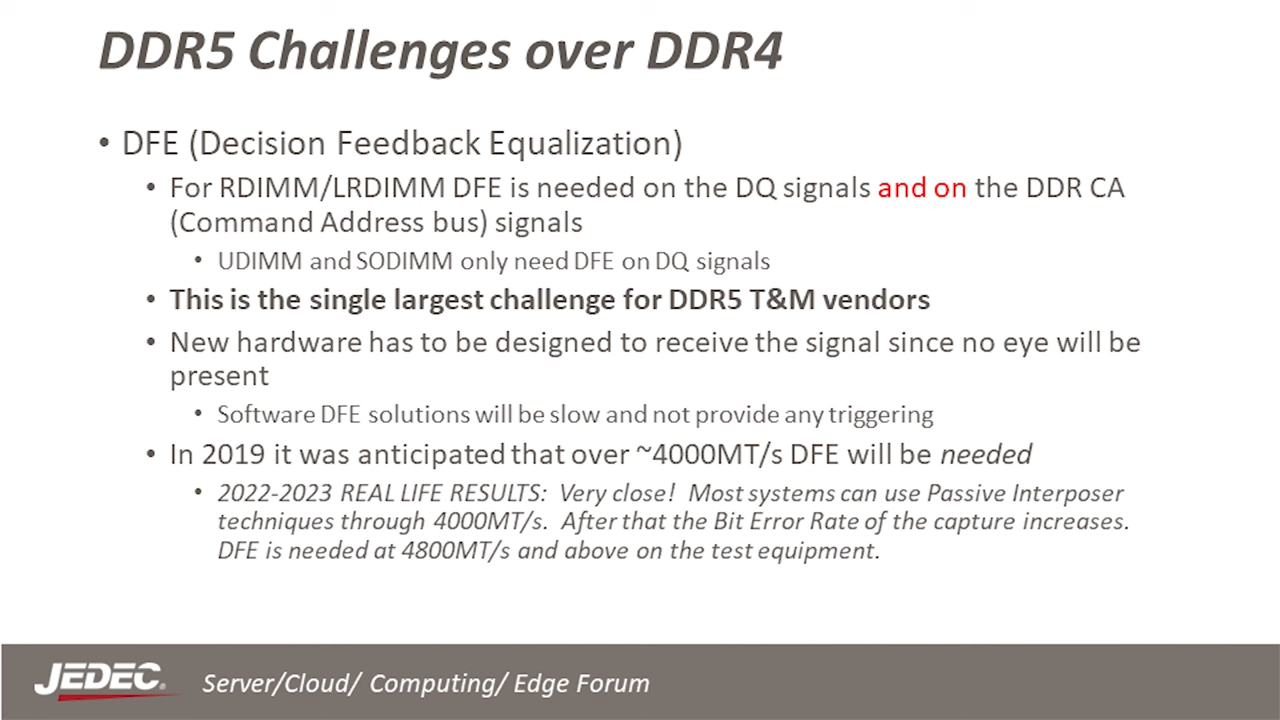 DDR5 Challenges over DDR4
• DFE (Decision Feedback Equalization)
• For RDIMM/LRDIMM DFE is needed on the DQ signals and on the DDR CA
(Command Address bus) signals
• UDIMM and SODIMM only need DFE on DQ signals
• This is the single largest challenge for DDR5 T&M vendors
• New hardware has to be designed to receive the signal since no eye will be
present
• Software DFE solutions will be slow and not provide any triggering
• In 2019 it was anticipated that over ~4000MT/s DFE will be needed
• 2022-2023 REAL LIFE RESULTS: Very close! Most systems can use Passive Interposer
techniques through 4000MT/s. After that the Bit Error Rate of the capture increases.
DFE is needed at 4800MT/s and above on the test equipment.
JEDEC.
Server/Cloud/ Computing/ Edge Forum